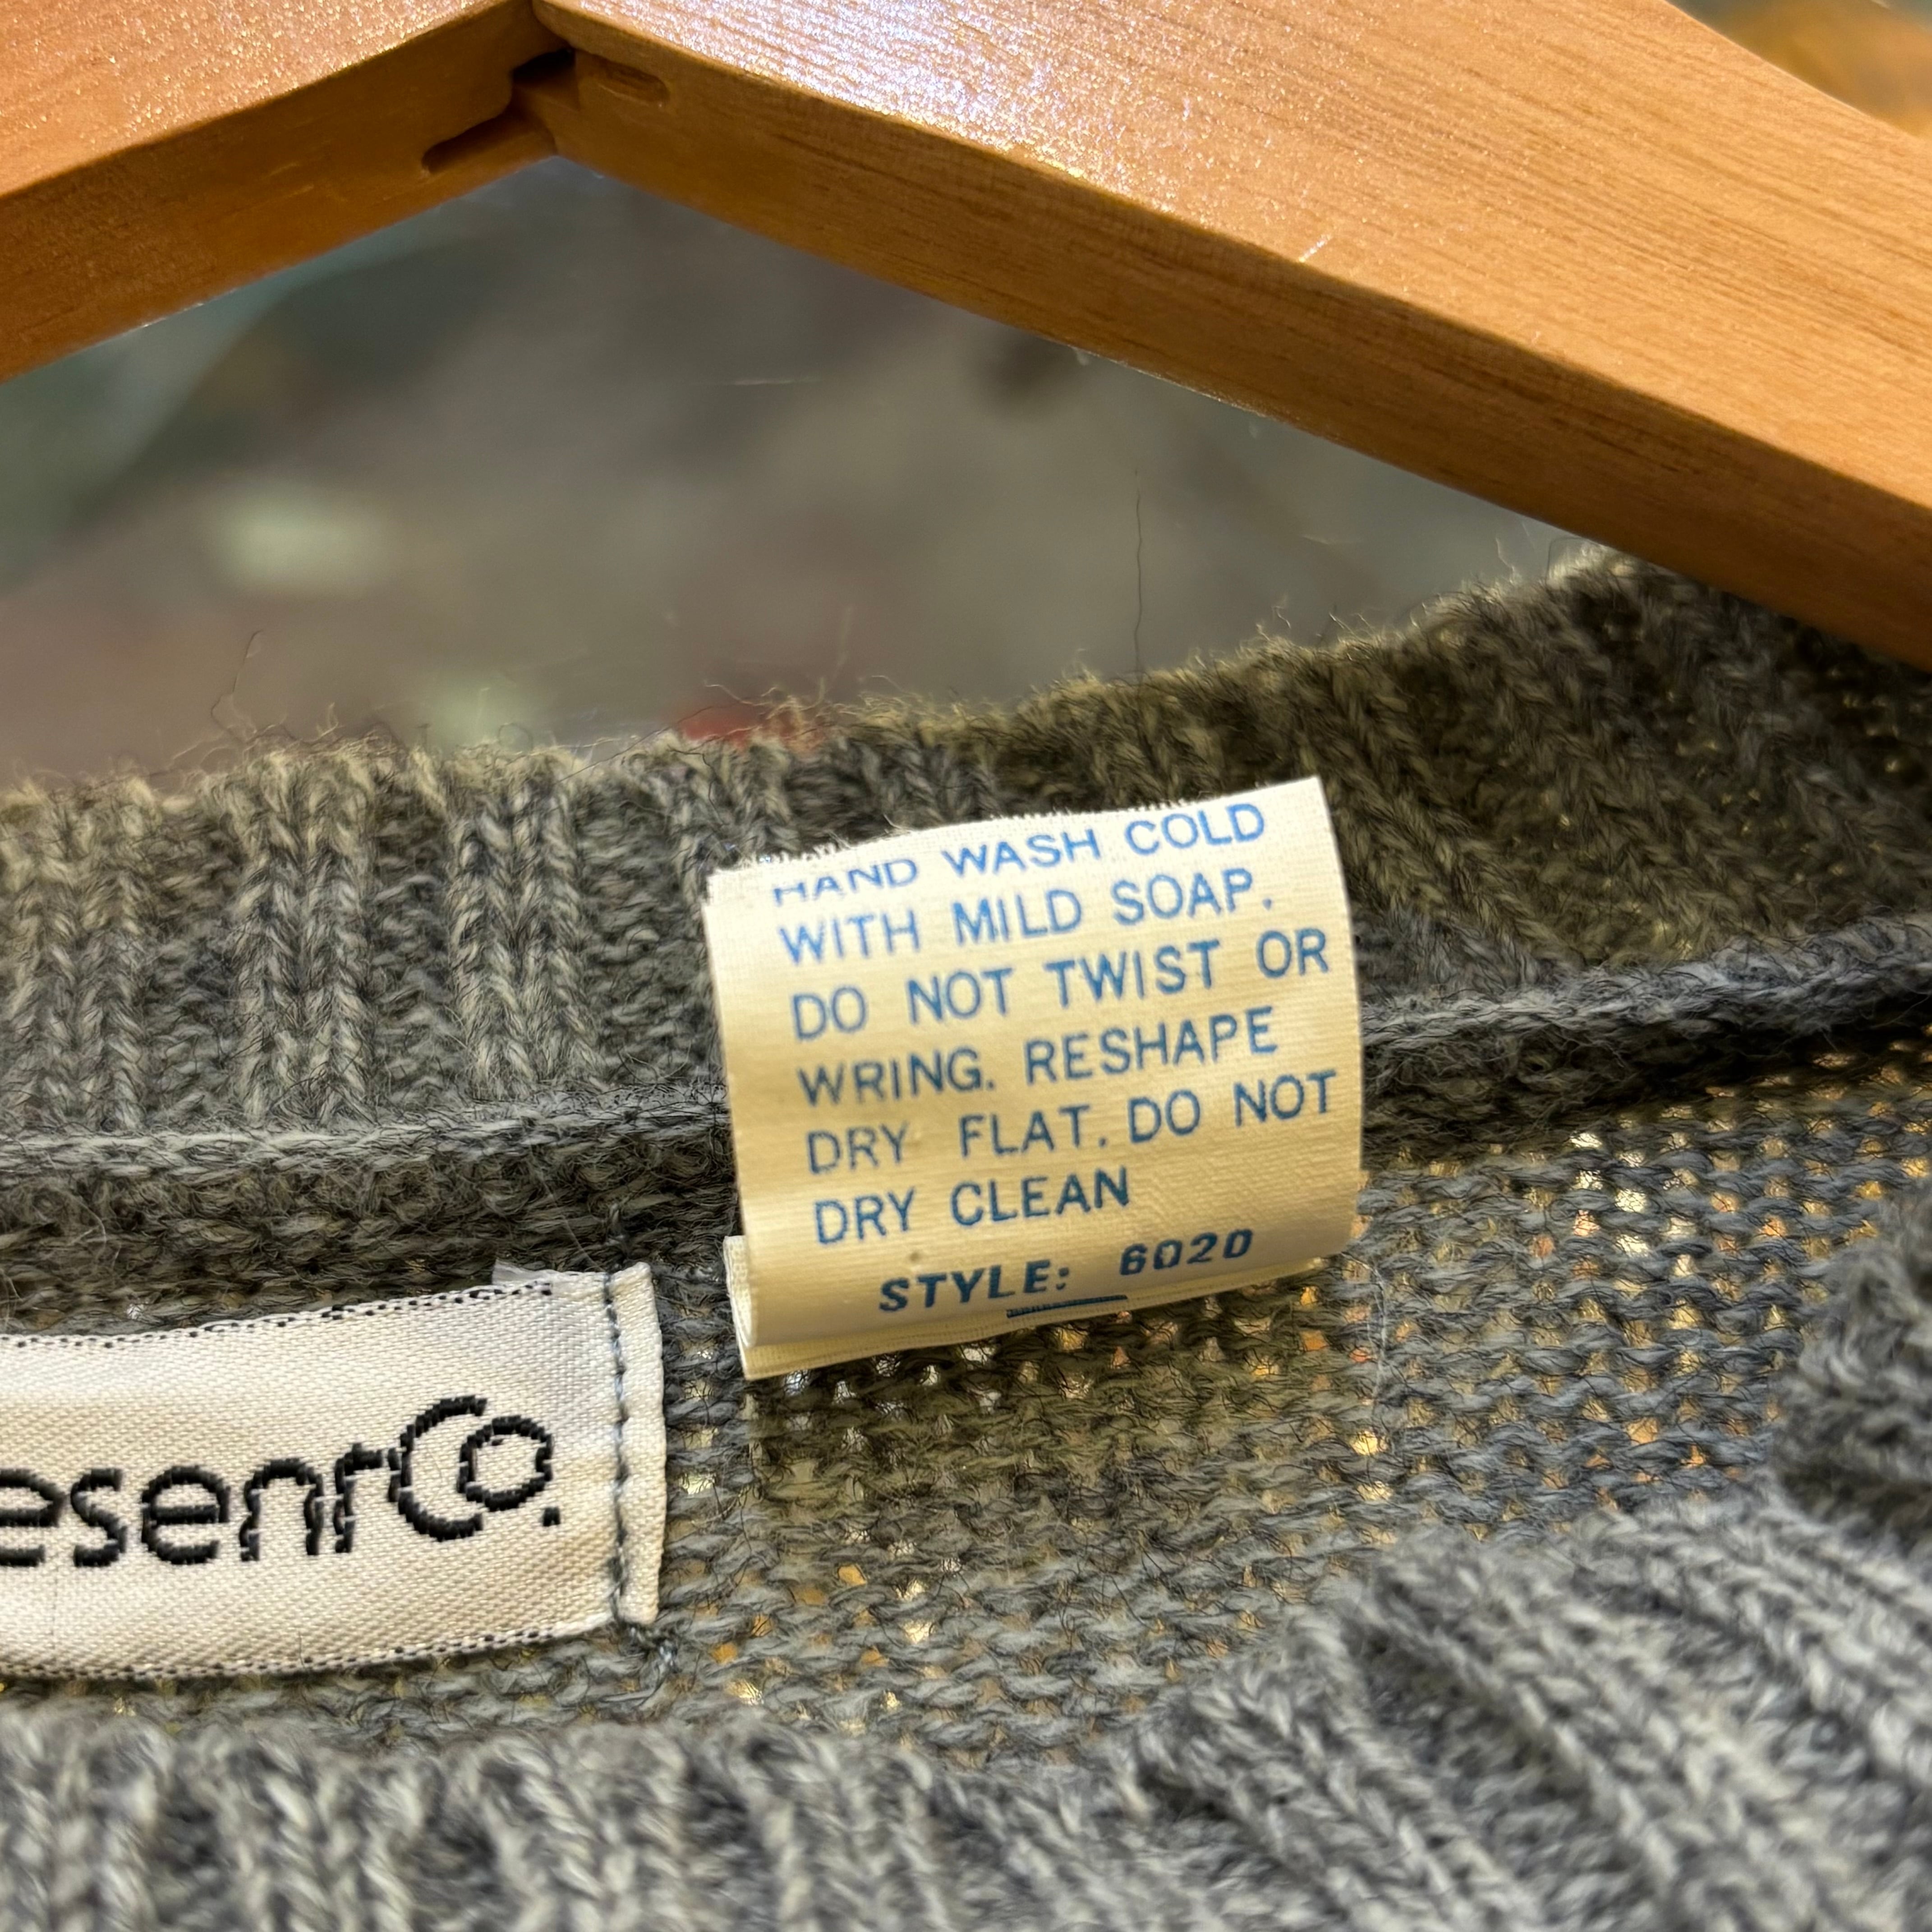 HAND WASH COLD
WITH MILD SOAP.
DO NOT TWIST OR
WRING. RESHAPE
DRY FLAT. DO NOT
DRY CLEAN
STYLE: 6020
esenrCo.